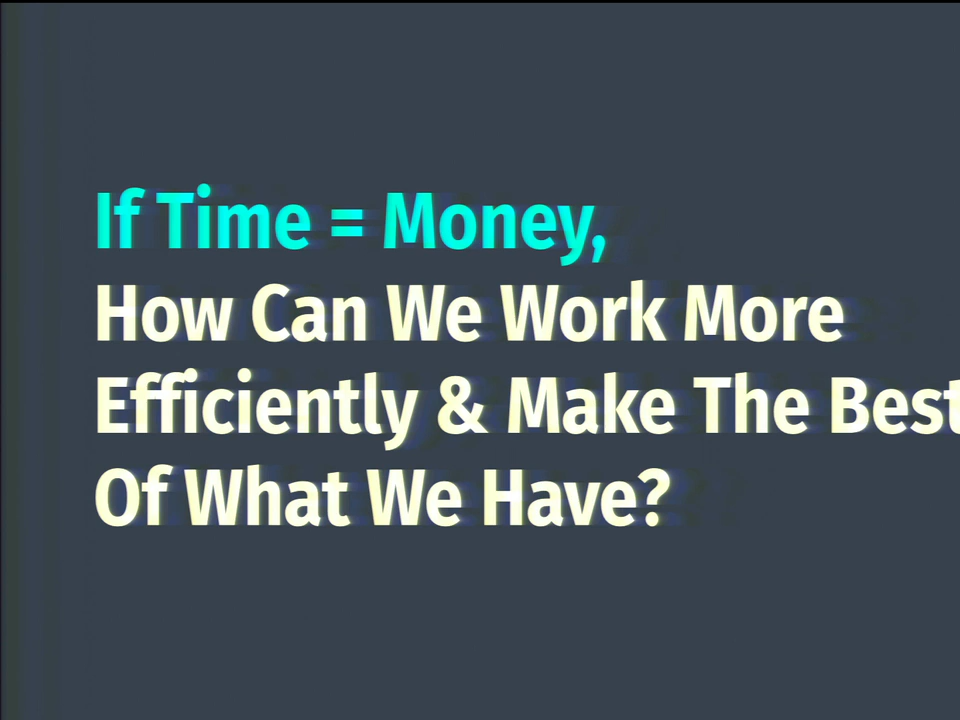 If Time = Money,
How Can We Work More
Efficiently & Make The Best
Of What We Have?